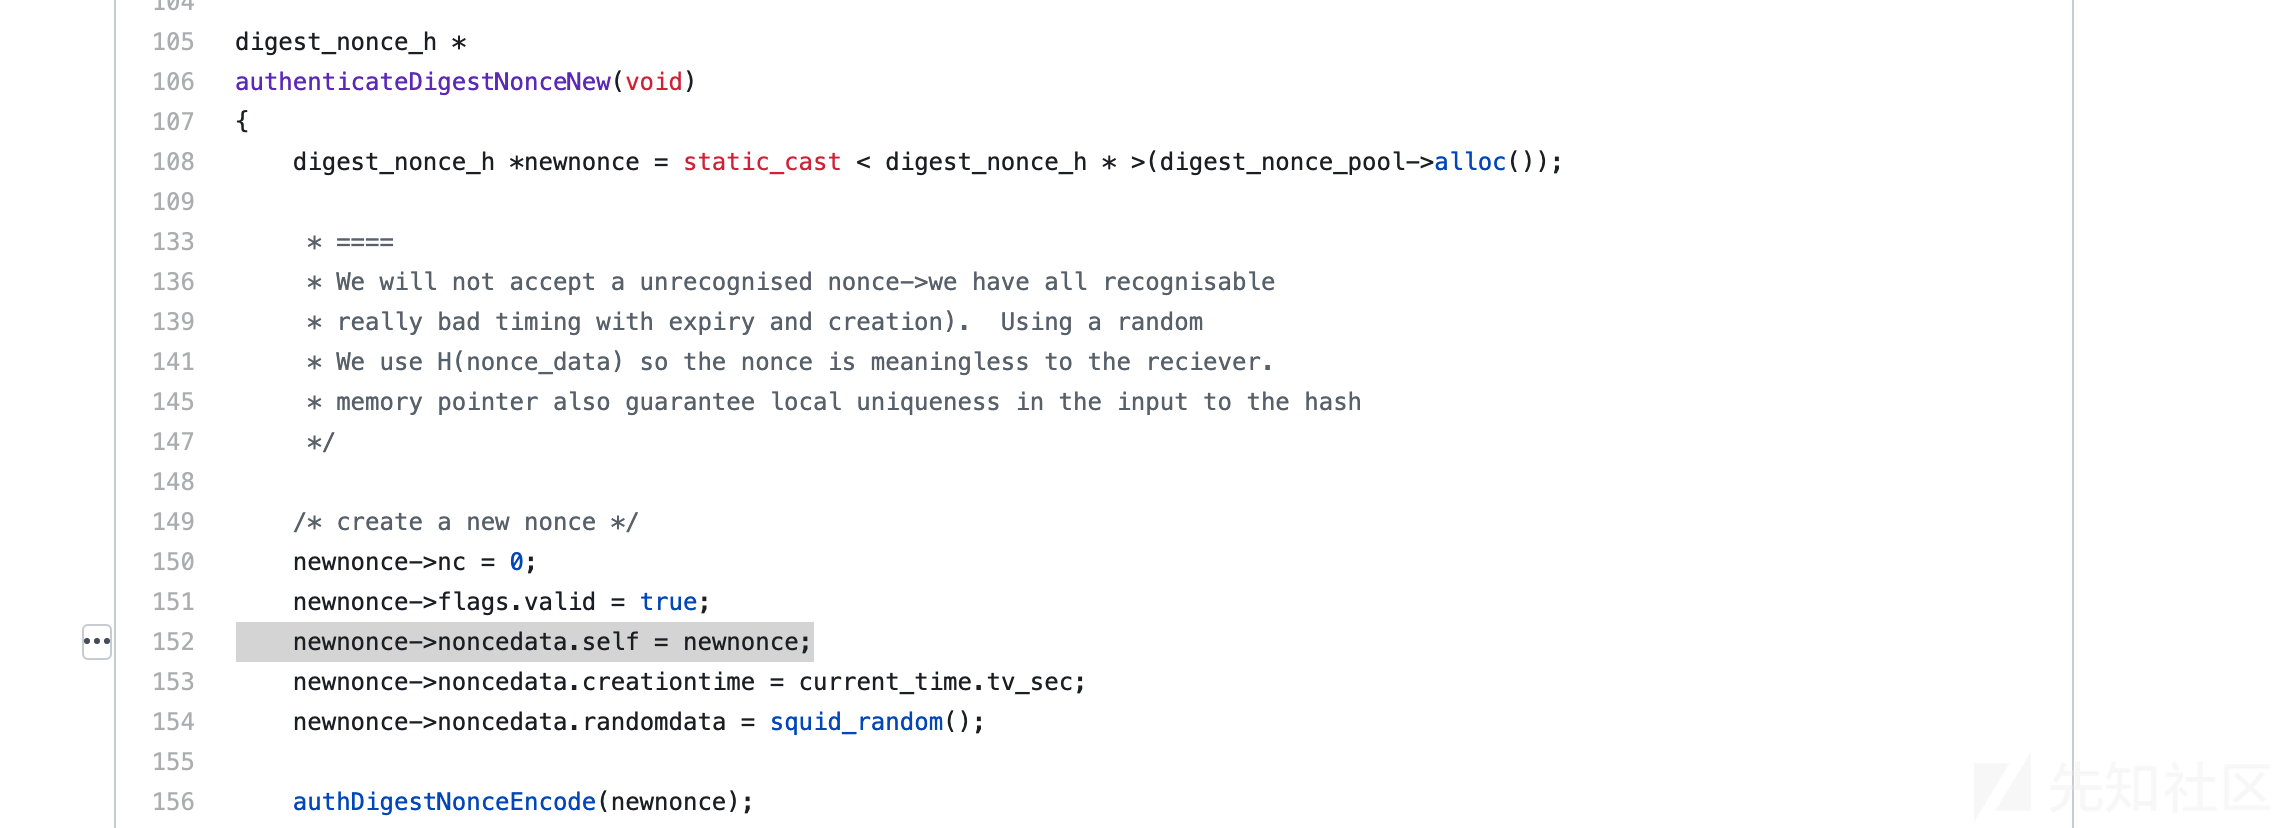 104
105 digest_nonce_h *
106 authenticateDigestNonceNew(void)
107 {
108 digest_nonce_h *newnonce = static_cast < digest_nonce_h * >(digest_nonce_pool->alloc());
109
133 * ====
136 * We will not accept a unrecognised nonce->we have all recognisable
139 * really bad timing with expiry and creation).  Using a random
141 * We use H(nonce_data) so the nonce is meaningless to the reciever.
145 * memory pointer also guarantee local uniqueness in the input to the hash
147 */
148
149 /* create a new nonce */
150 newnonce->nc = 0;
151 newnonce->flags.valid = true;
152 newnonce->noncedata.self = newnonce;
153 newnonce->noncedata.creationtime = current_time.tv_sec;
154 newnonce->noncedata.randomdata = squid_random();
155
156 authDigestNonceEncode(newnonce);
先知社区